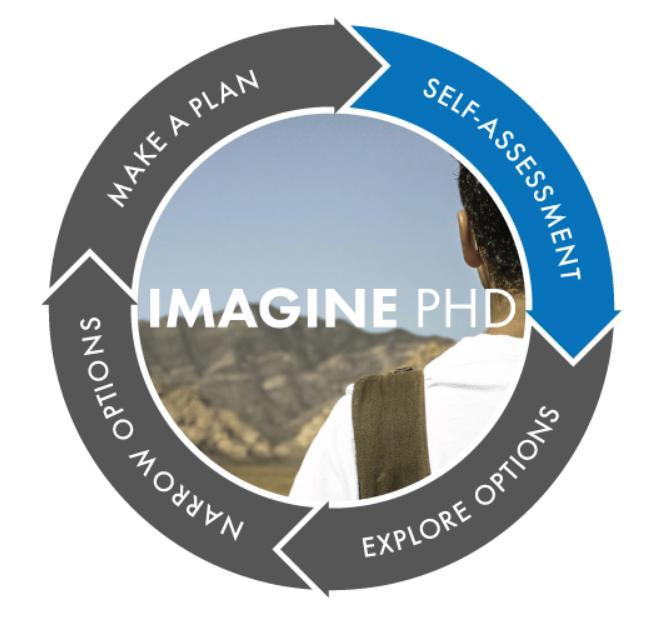 MAKE A PLAN
SELF-ASSESSMENT
IMAGINE PHD
NARROW OPTIONS
EXPLORE OPTIONS